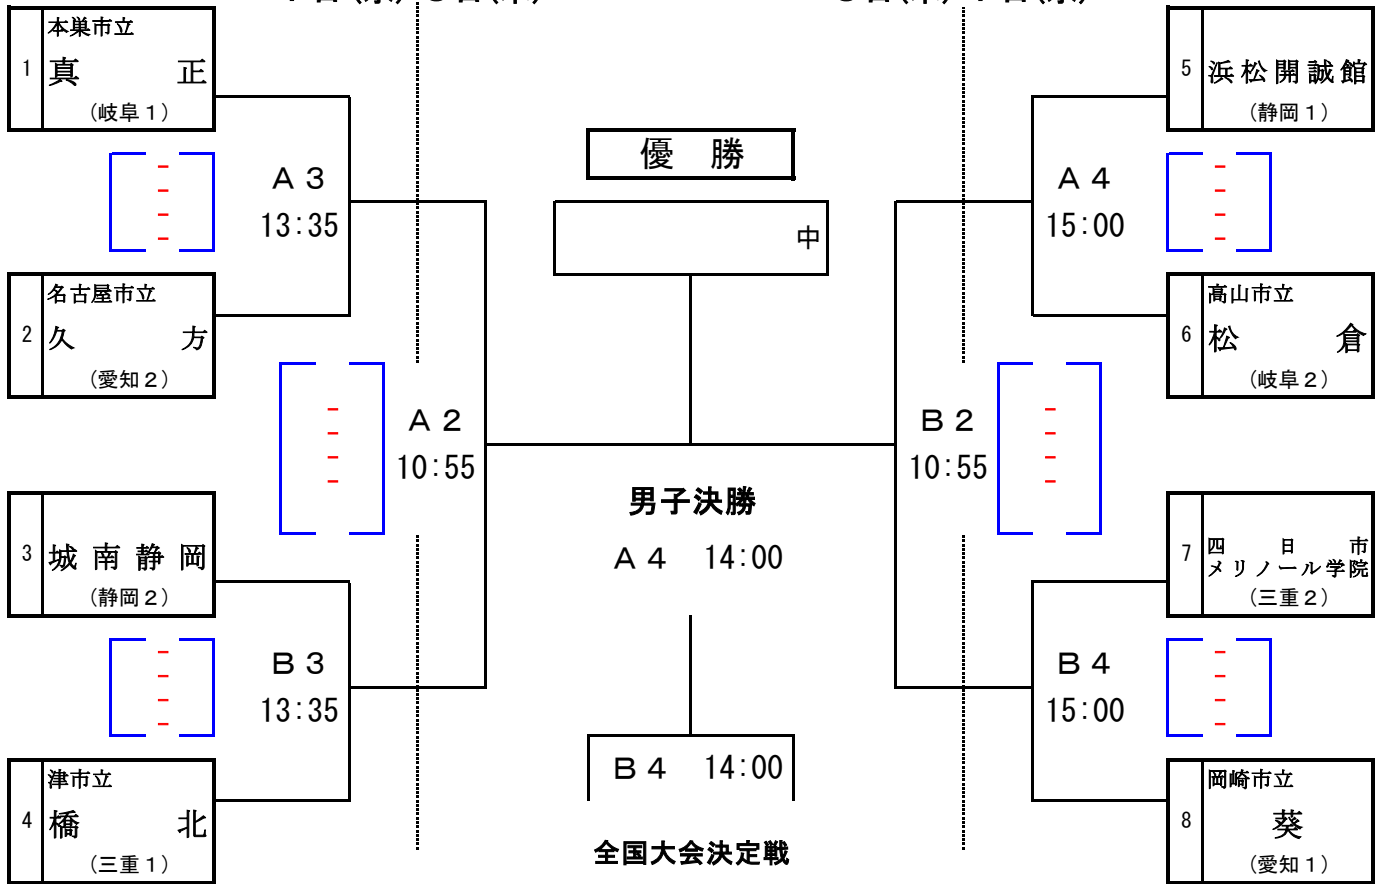 本巣市立
1 真正
(岐阜1)
A3
13:35
名古屋市立
2 久方
(愛知2)
A2
10:55
3 城南静岡
(静岡2)
B3
13:35
津市立
4 橋北
(三重1)
優 勝
中
男子決勝
A4 14:00
B4 14:00
全国大会決定戦
5 浜松開誠館
(静岡1)
A4
15:00
高山市立
6 松倉
(岐阜2)
B2
10:55
7 四日市
メリノール学院
(三重2)
B4
15:00
岡崎市立
8 葵
(愛知1)